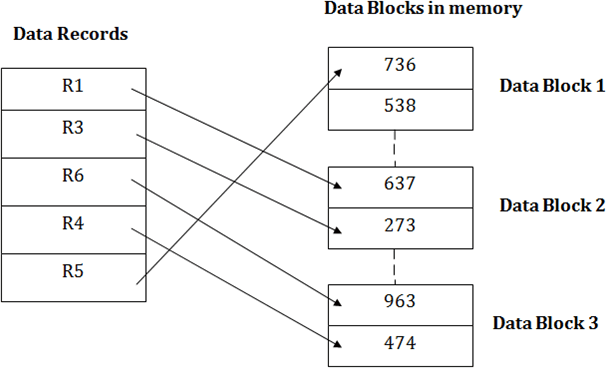 Data Blocks in memory
Data Records
R1
R3
R6
R4
R5
736
538
Data Block 1
637
273
Data Block 2
963
474
Data Block 3